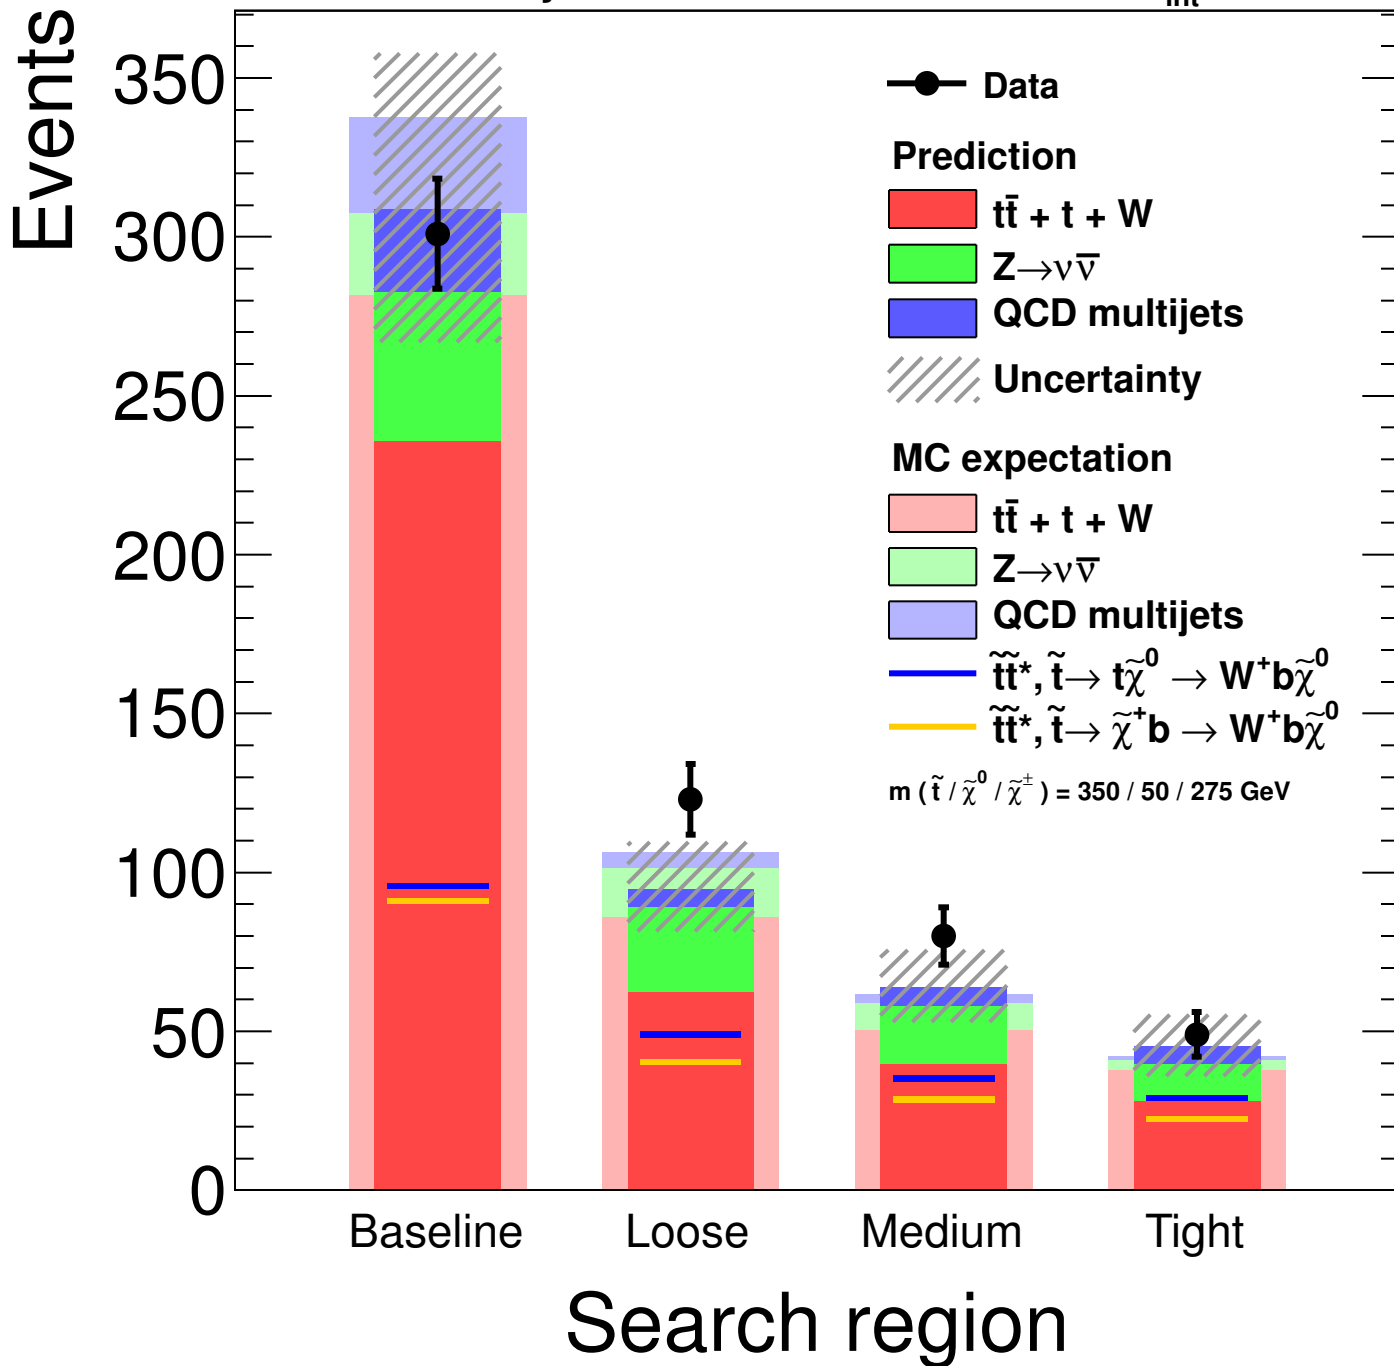 int
Events
350
300
250
200
150
100
50
0
Data
Prediction
tt̄ + t + W
Z→νν̅
QCD multijets
Uncertainty
MC expectation
tt̄ + t + W
Z→νν̅
QCD multijets
t̃t̃*, t̃→ tχ̃⁰ → W⁺bχ̃⁰
t̃t̃*, t̃→ χ̃⁺b → W⁺bχ̃⁰
m ( t̃ / χ̃⁰ / χ̃± ) = 350 / 50 / 275 GeV
Baseline Loose Medium Tight
Search region